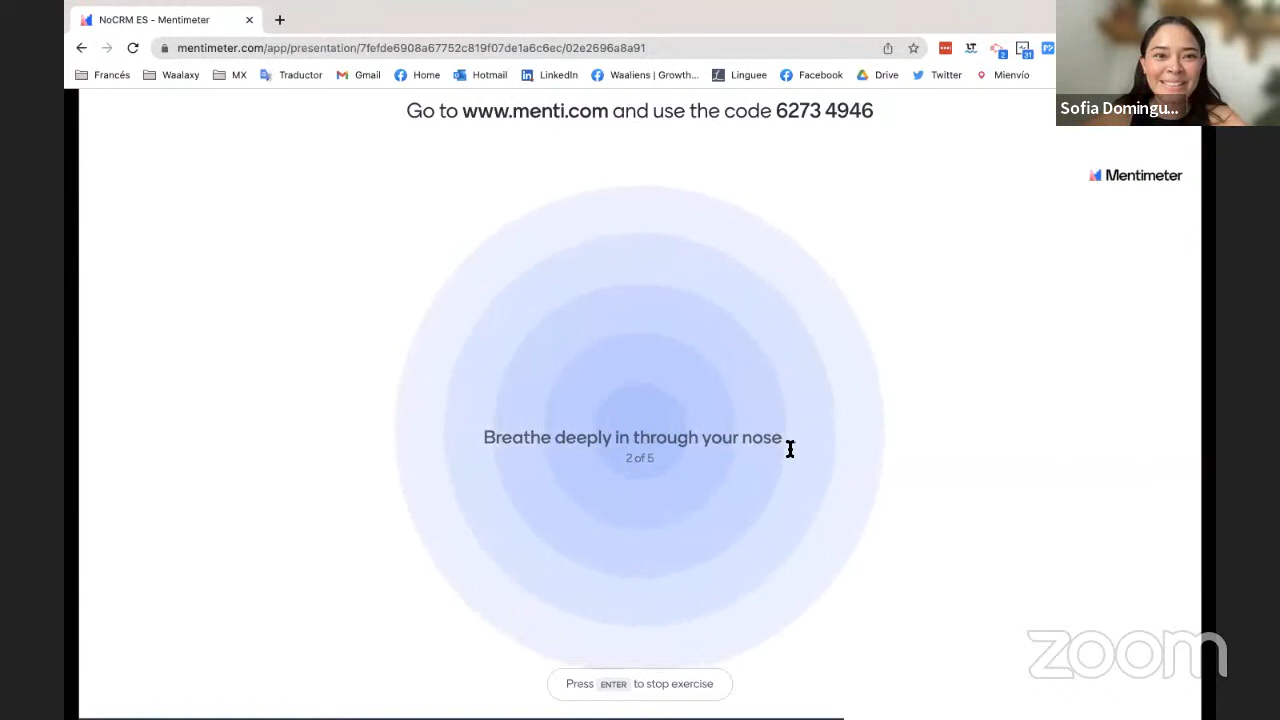 NoCRM ES - Mentimeter
mentimeter.com/app/presentation/7fefde6908a67752c819f07de1a6c6ec/02e2696a8a91
2
31
Francés Waalaxy MX Traductor Gmail Home Hotmail LinkedIn Waaliens | Growth... Linguee Facebook Drive Twitter Mienvío
Sofia Domingu...
Go to www.menti.com and use the code 6273 4946
Mentimeter
Breathe deeply in through your nose
2 of 5
Press ENTER to stop exercise
zoom